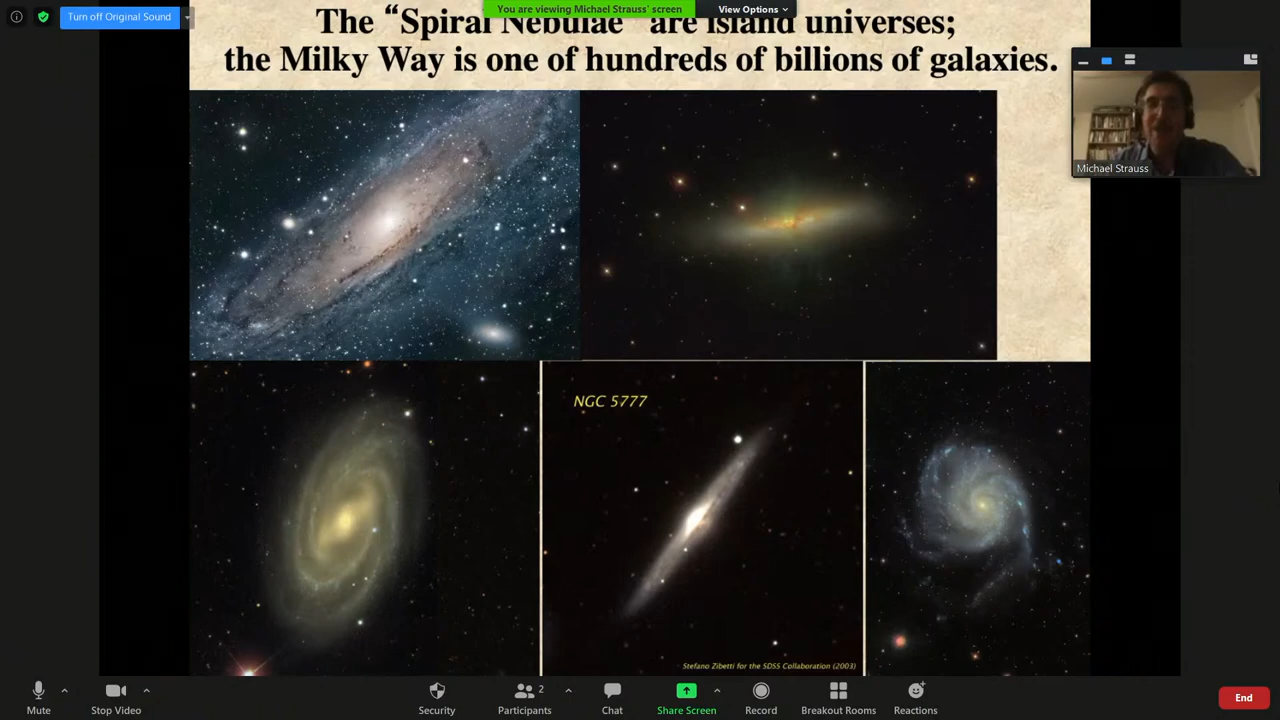 Turn off Original Sound
You are viewing Michael Strauss' screen
View Options
The “Spiral Nebulae” are island universes;
the Milky Way is one of hundreds of billions of galaxies.
Michael Strauss
NGC 5777
Stefano Zibetti for the SDSS Collaboration (2003)
Mute
Stop Video
Security
Participants
2
Chat
Share Screen
Record
Breakout Rooms
Reactions
End